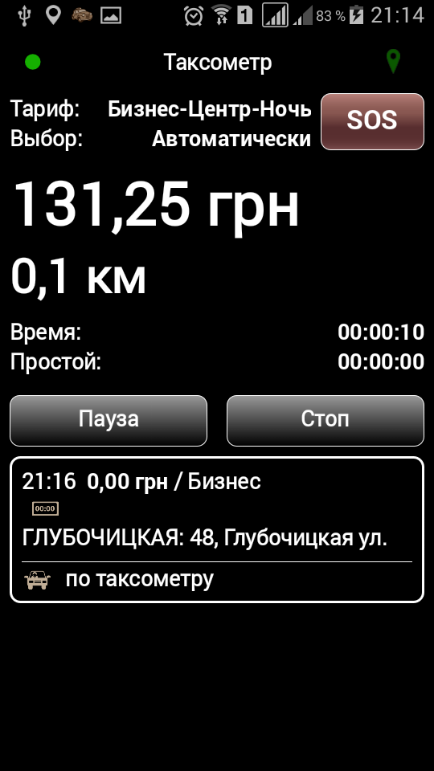 1 83 % 21:14
Таксометр
Тариф: Бизнес-Центр-Ночь
SOS
Выбор: Автоматически
131,25 грн
0,1 км
Время: 00:00:10
Простой: 00:00:00
Пауза Стоп
21:16 0,00 грн / Бизнес
00:00
ГЛУБОЧИЦКАЯ: 48, Глубочицкая ул.
по таксометру